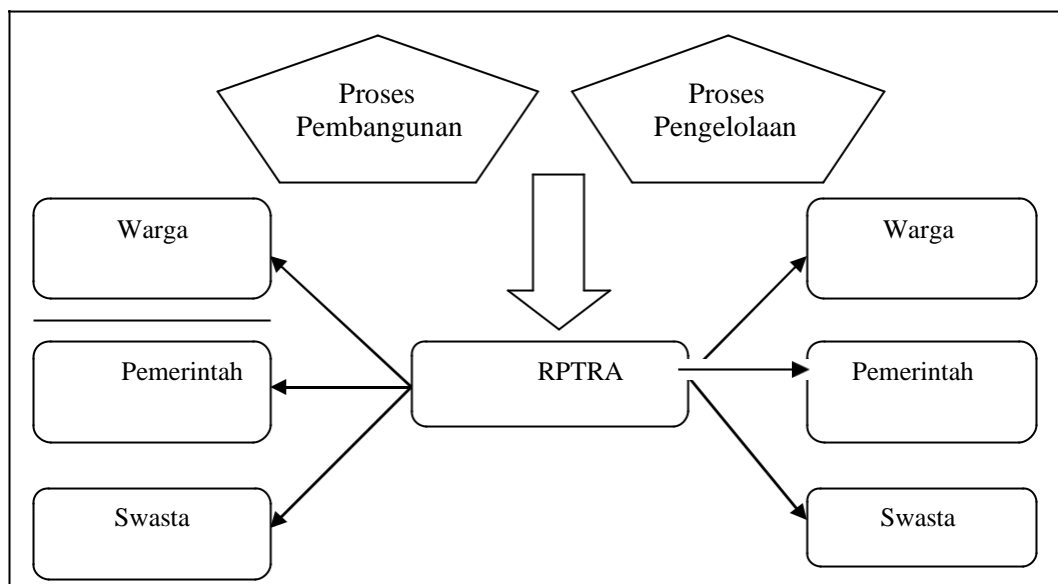 Proses
Pembangunan
Proses
Pengelolaan
Warga
Warga
Pemerintah
RPTRA
Pemerintah
Swasta
Swasta